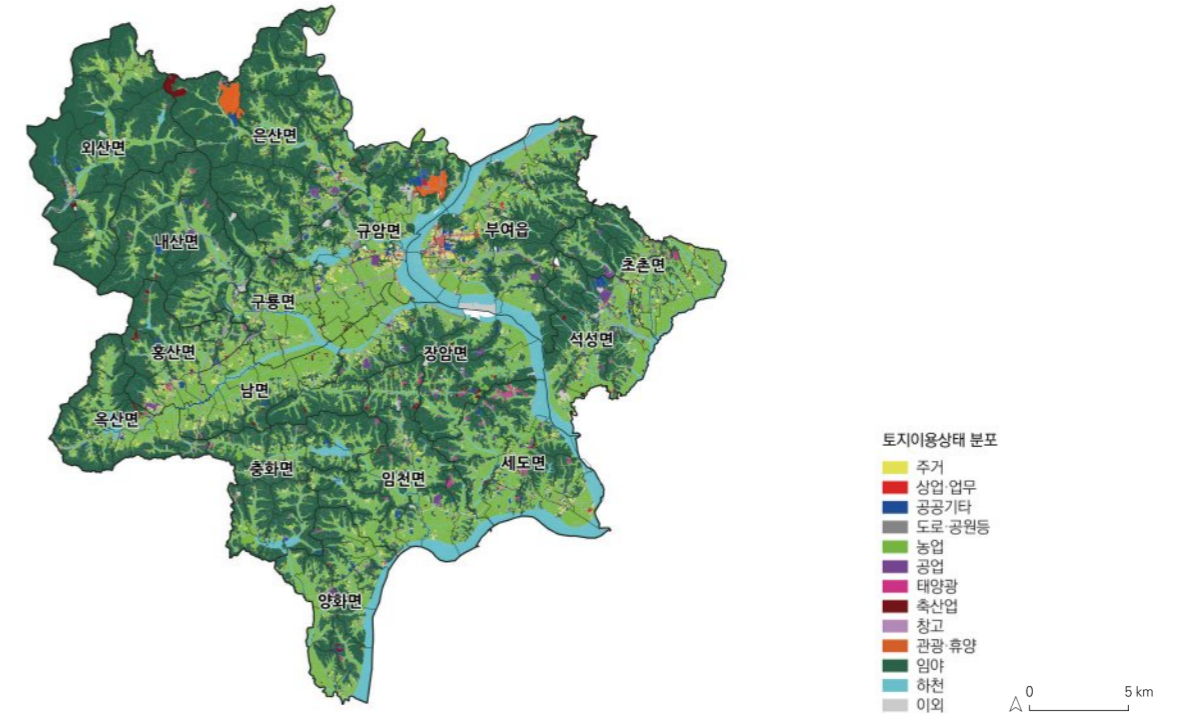 외산면
은산면
내산면
규암면
부여읍
초촌면
구룡면
홍산면
장암면
석성면
남면
옥산면
충화면
임천면
세도면
양화면
토지이용상태 분포
주거
상업·업무
공공기타
도로·공원등
농업
공업
태양광
축산업
창고
관광·휴양
임야
하천
이외
0 5 km